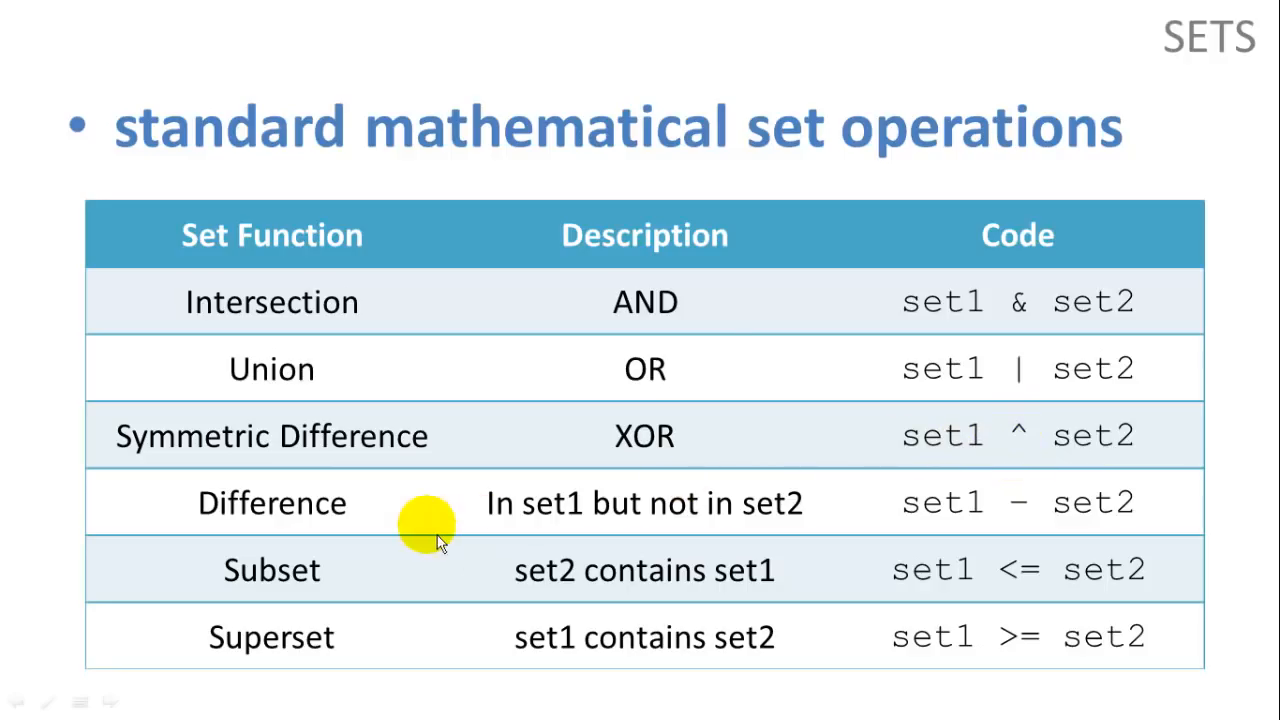 SETS
• standard mathematical set operations
Set Function Description Code
Intersection AND set1 & set2
Union OR set1 | set2
Symmetric Difference XOR set1 ^ set2
Difference In set1 but not in set2 set1 – set2
Subset set2 contains set1 set1 <= set2
Superset set1 contains set2 set1 >= set2